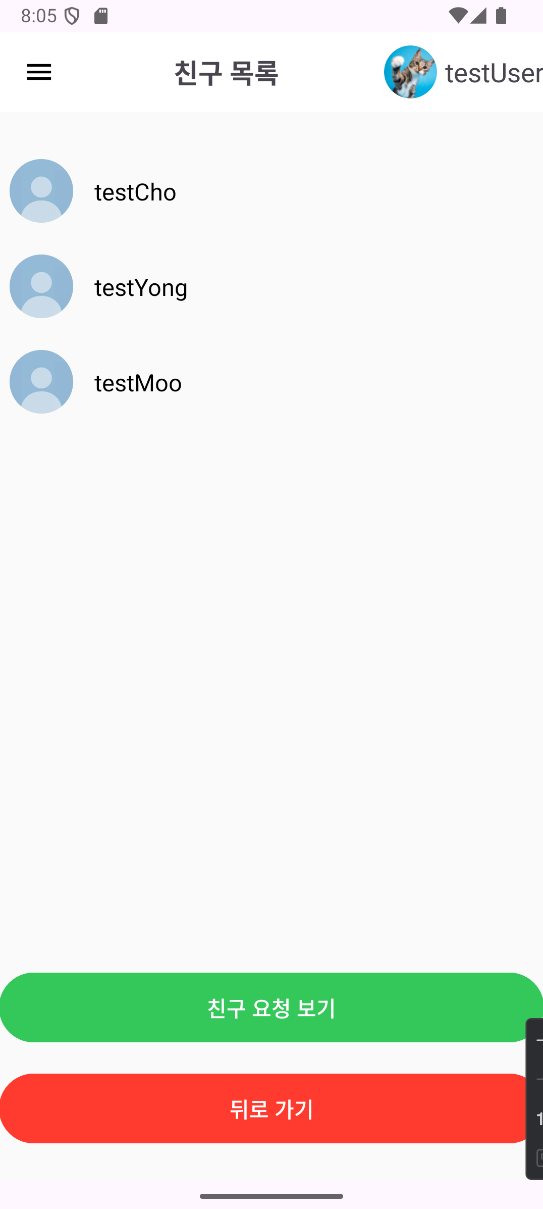 8:05
친구 목록
testUser
testCho
testYong
testMoo
친구 요청 보기
뒤로 가기